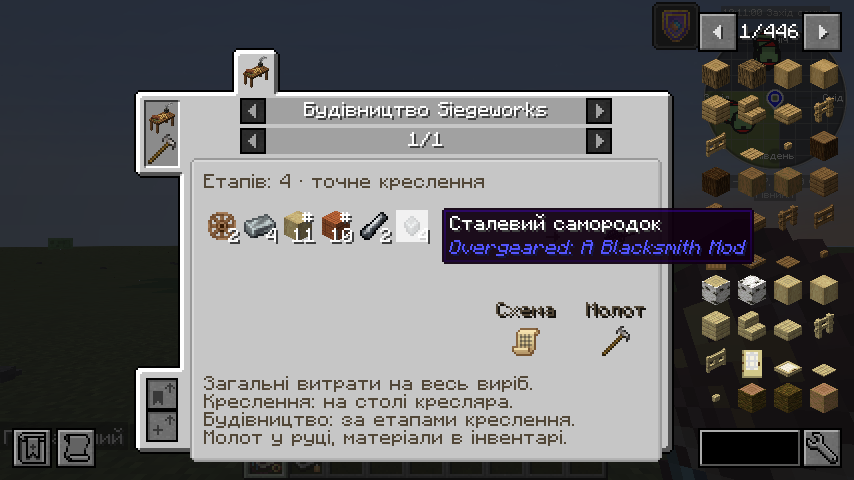 1/446
Будівництво Siegeworks
1/1
Етапів: 4 · точне креслення
2 4 # 11 # 10 2 4
Сталевий самородок
Overgeared: A Blacksmith Mod
Схема Молот
Загальні витрати на весь виріб.
Креслення: на столі кресляра.
Будівництво: за етапами креслення.
Молот у руці, матеріали в інвентарі.